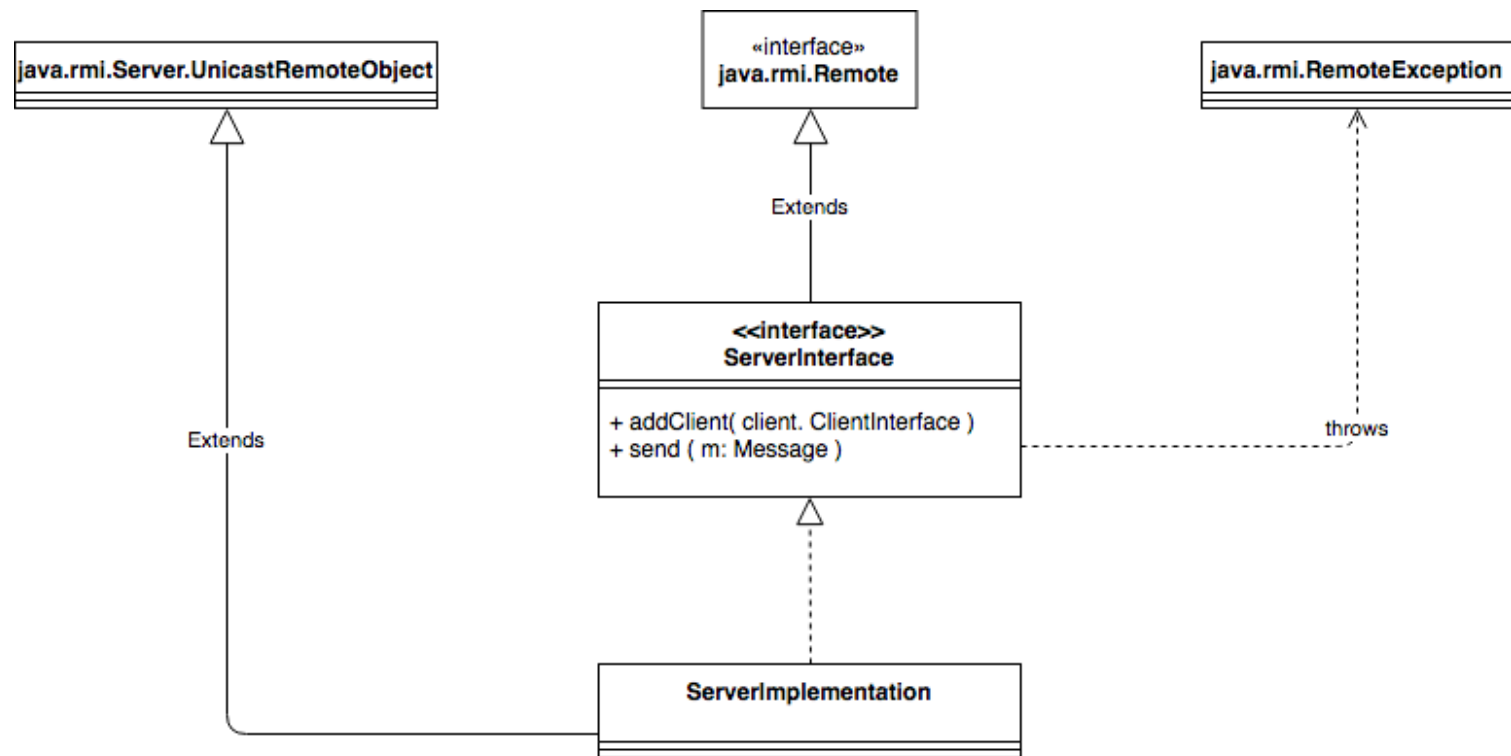 java.rmi.Server.UnicastRemoteObject
«interface»
java.rmi.Remote
java.rmi.RemoteException
Extends
<<interface>>
ServerInterface
+ addClient( client. ClientInterface )
+ send ( m: Message )
Extends
throws
ServerImplementation